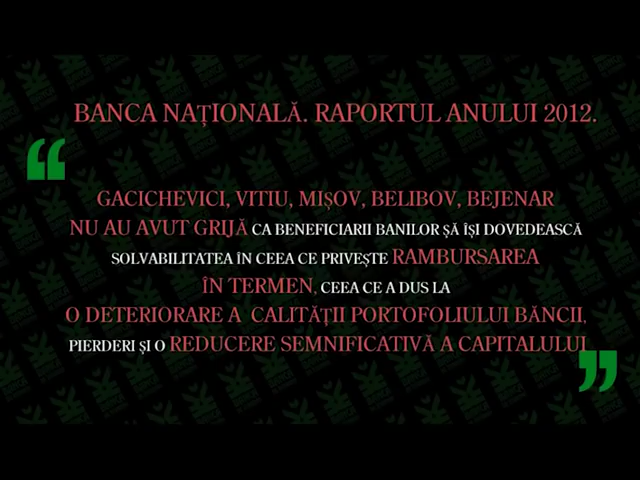 BANCA NAȚIONALĂ. RAPORTUL ANULUI 2012.
GACICHEVICI, VITIU, MIȘOV, BELIBOV, BEJENAR
NU AU AVUT GRIJĂ CA BENEFICIARII BANILOR ȘĂ ÎȘI DOVEDEASCĂ
SOLVABILITATEA ÎN CEEA CE PRIVEȘTE RAMBURSAREA
ÎN TERMEN, CEEA CE A DUS LA
O DETERIORARE A CALITĂȚII PORTOFOLIULUI BĂNCII,
PIERDERI ȘI O REDUCERE SEMNIFICATIVĂ A CAPITALULUI